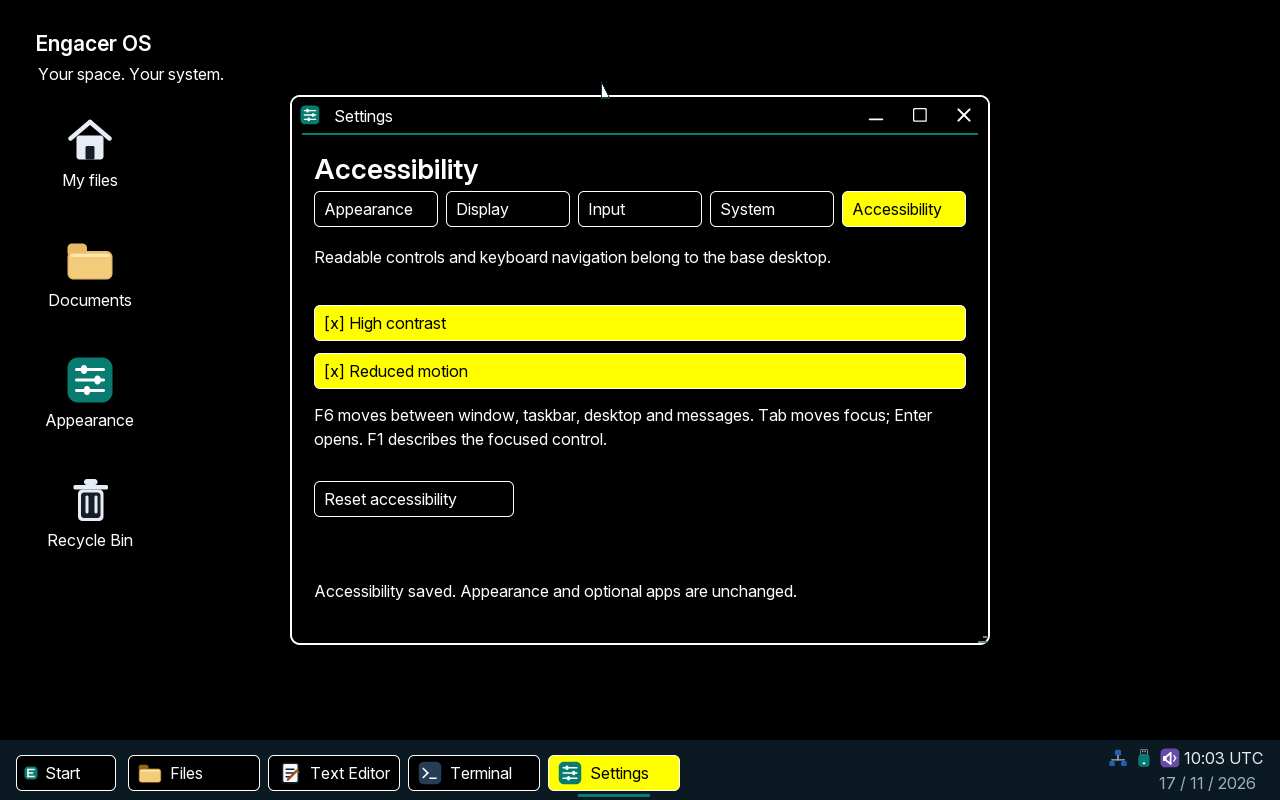 Engacer OS
Your space. Your system.
My files
Documents
Appearance
Recycle Bin
Settings
Accessibility
Appearance
Display
Input
System
Accessibility
Readable controls and keyboard navigation belong to the base desktop.
[x] High contrast
[x] Reduced motion
F6 moves between window, taskbar, desktop and messages. Tab moves focus; Enter
opens. F1 describes the focused control.
Reset accessibility
Accessibility saved. Appearance and optional apps are unchanged.
E Start
Files
Text Editor
Terminal
Settings
10:03 UTC
17 / 11 / 2026